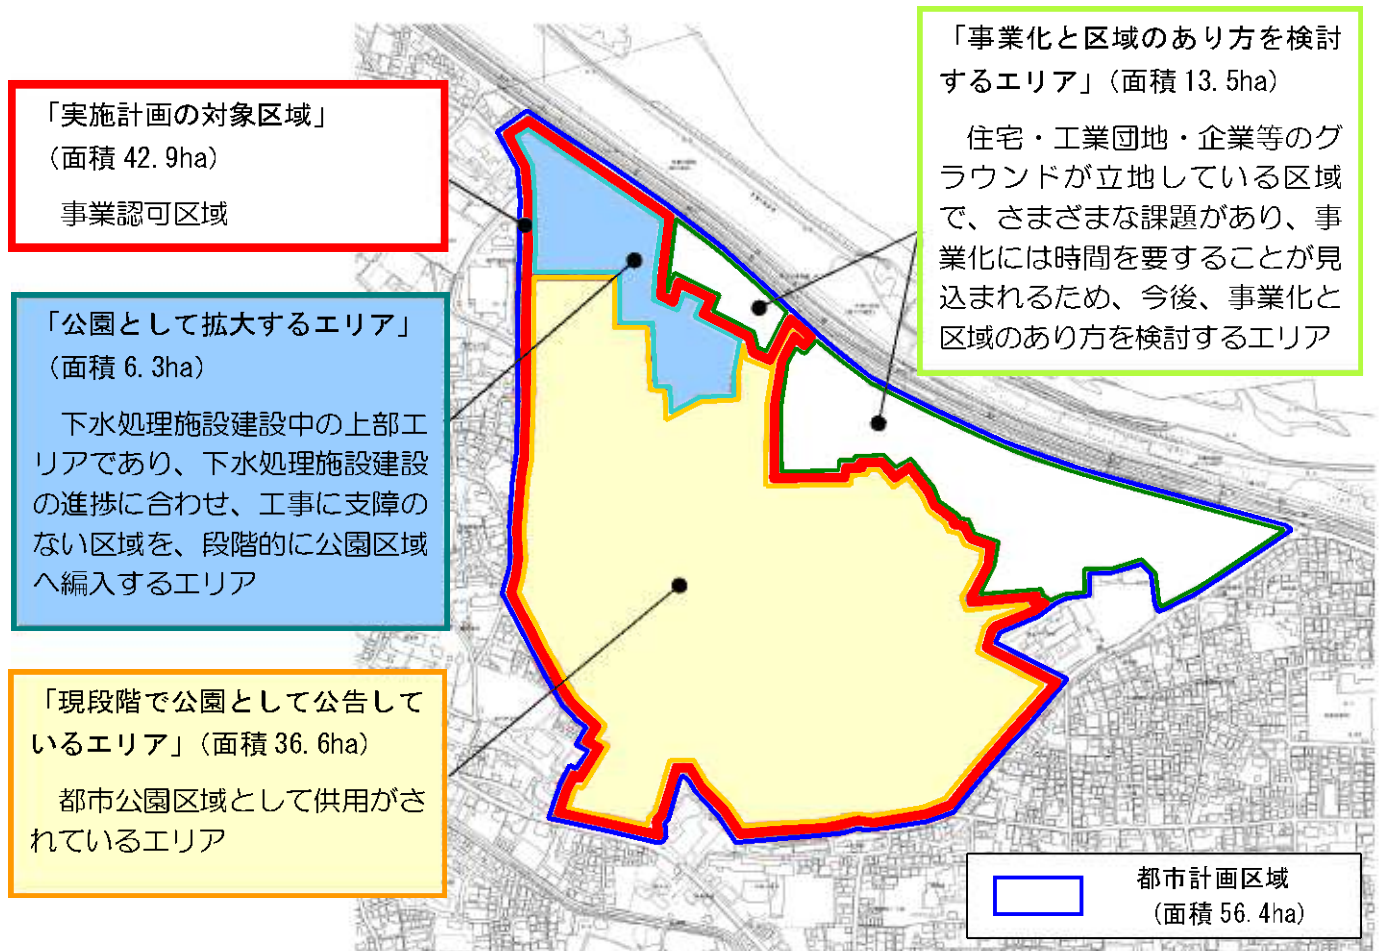 「実施計画の対象区域」
（面積 42.9ha）
事業認可区域
「公園として拡大するエリア」
（面積 6.3ha）
下水処理施設建設中の上部エ
リアであり、下水処理施設建設
の進捗に合わせ、工事に支障の
ない区域を、段階的に公園区域
へ編入するエリア
「現段階で公園として公告して
いるエリア」（面積 36.6ha）
都市公園区域として供用がさ
れているエリア
「事業化と区域のあり方を検討
するエリア」（面積 13.5ha）
住宅・工業団地・企業等のグ
ラウンドが立地している区域
で、さまざまな課題があり、事
業化には時間を要することが見
込まれるため、今後、事業化と
区域のあり方を検討するエリア
都市計画区域
（面積 56.4ha）